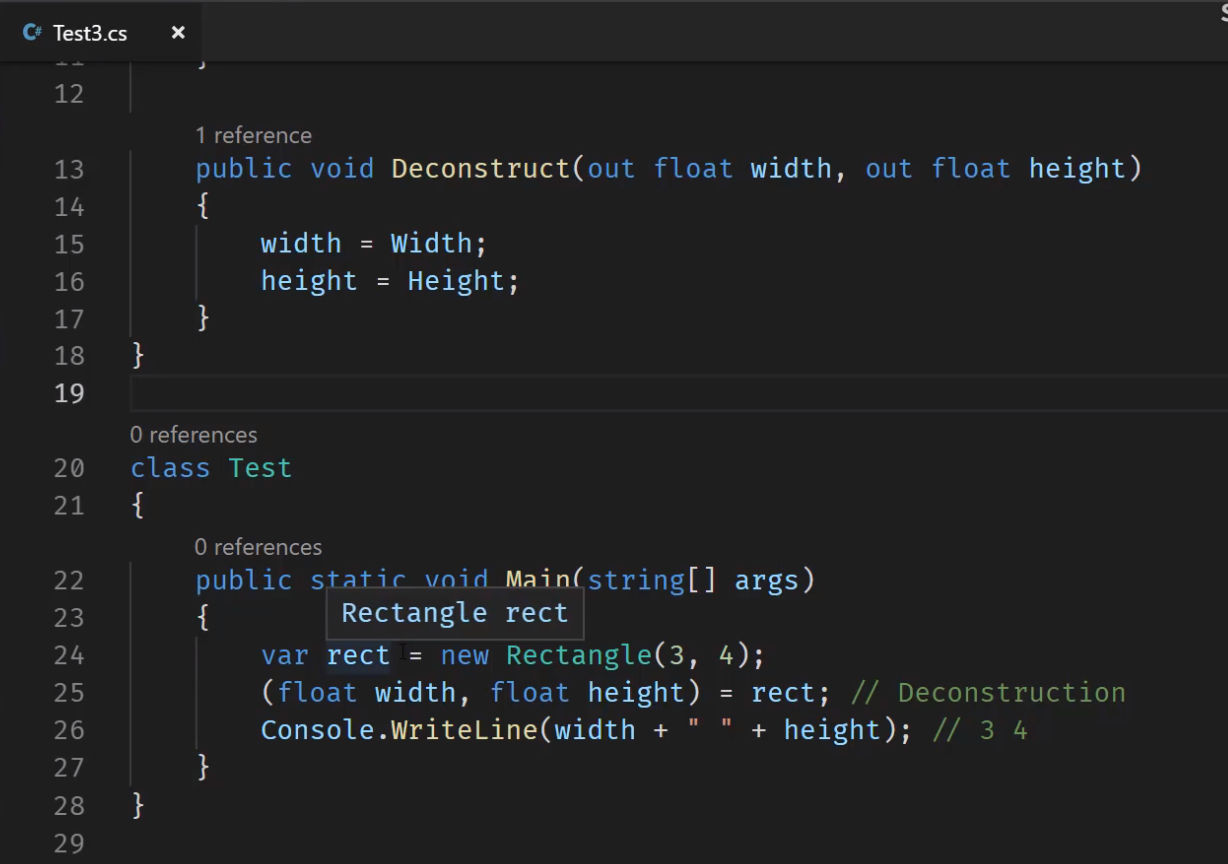 C# Test3.cs ×
11 }
12
1 reference
13 public void Deconstruct(out float width, out float height)
14 {
15 width = Width;
16 height = Height;
17 }
18 }
19
0 references
20 class Test
21 {
0 references
22 public static void Main(string[] args)
Rectangle rect
23 {
24 var rect = new Rectangle(3, 4);
25 (float width, float height) = rect; // Deconstruction
26 Console.WriteLine(width + " " + height); // 3 4
27 }
28 }
29